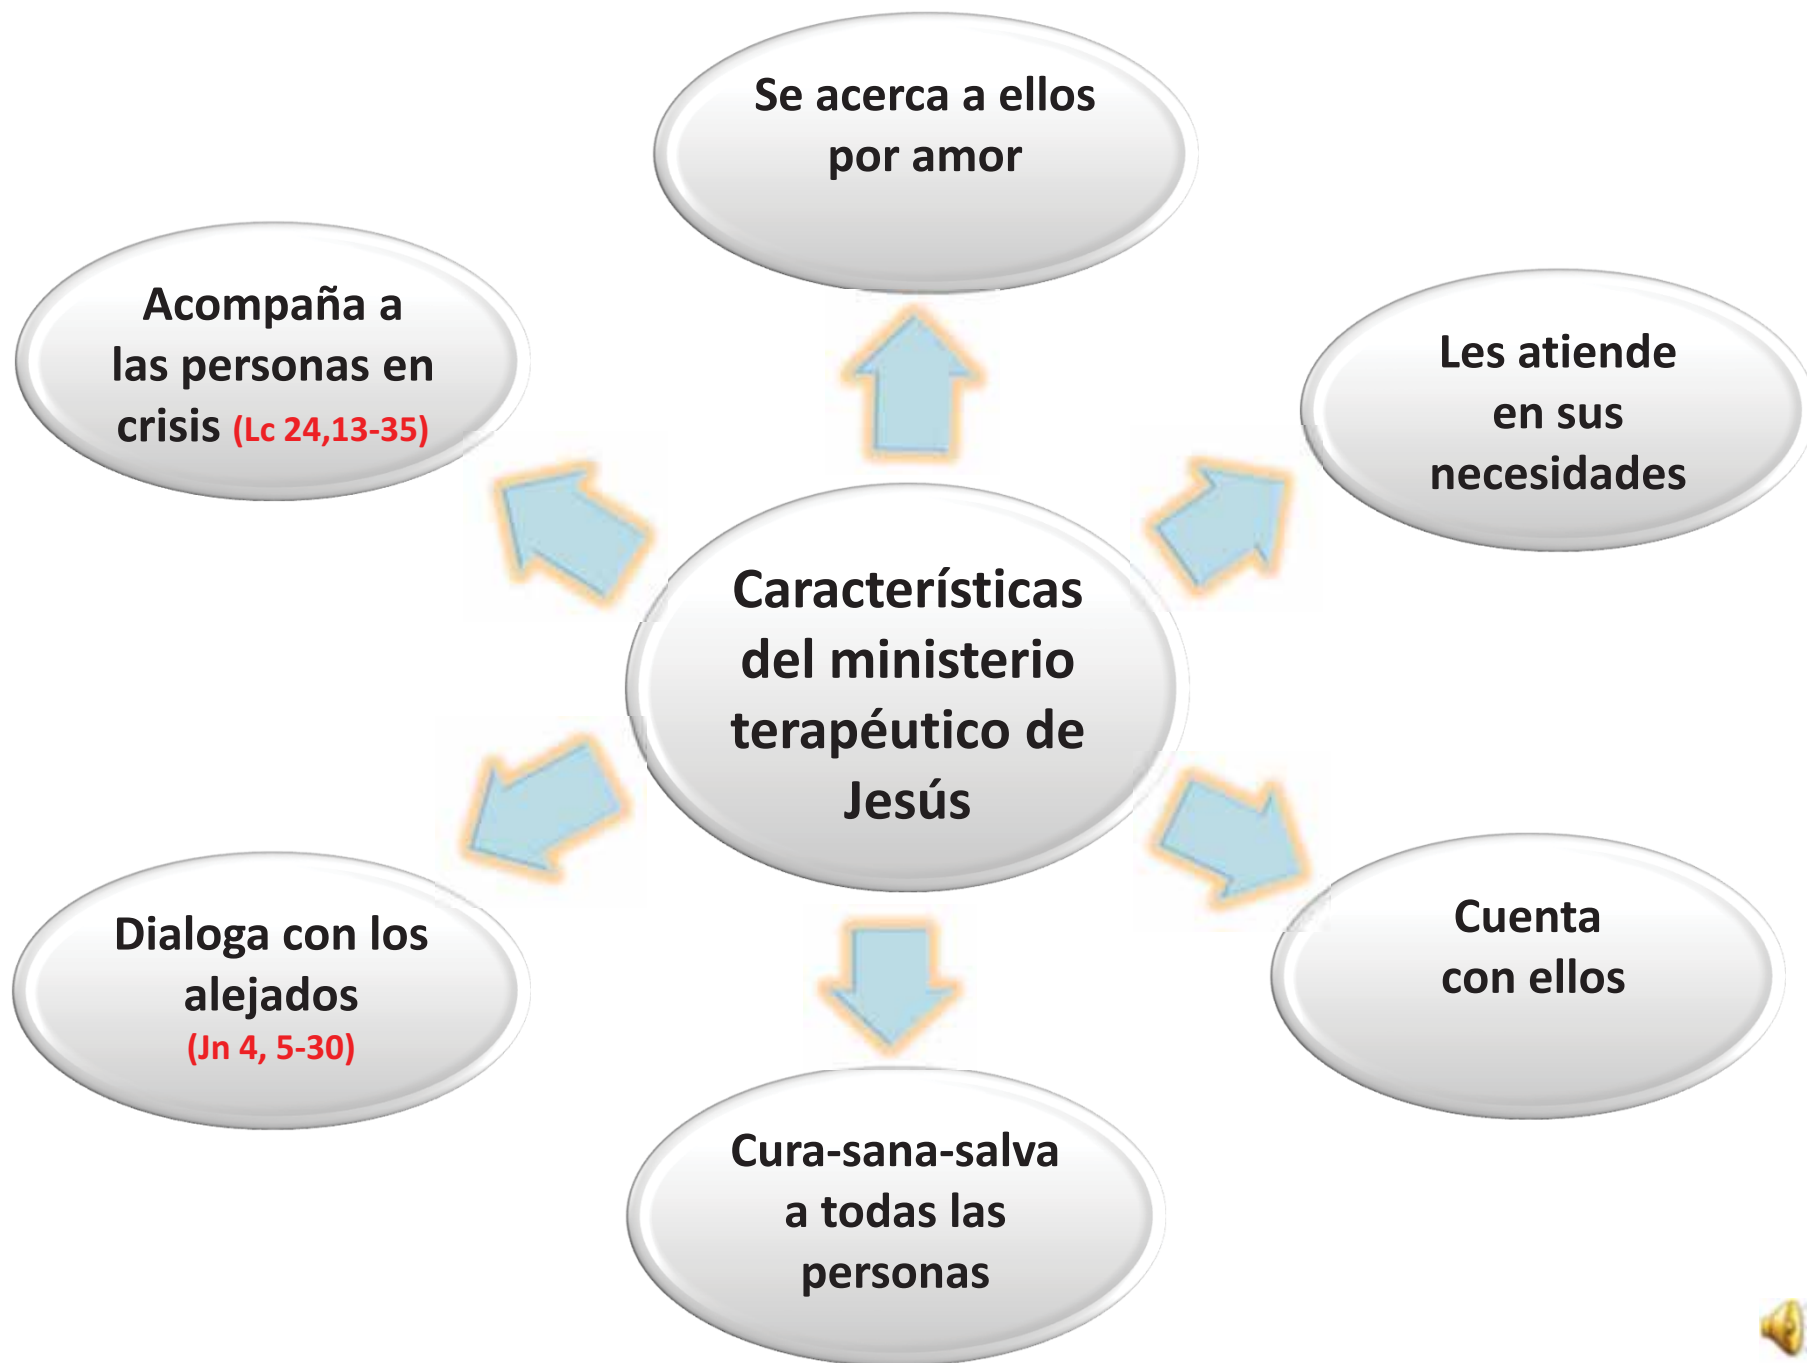 Se acerca a ellos
por amor
Acompaña a
las personas en
crisis (Lc 24,13-35)
Les atiende
en sus
necesidades
Características
del ministerio
terapéutico de
Jesús
Dialoga con los
alejados
(Jn 4, 5-30)
Cuenta
con ellos
Cura-sana-salva
a todas las
personas